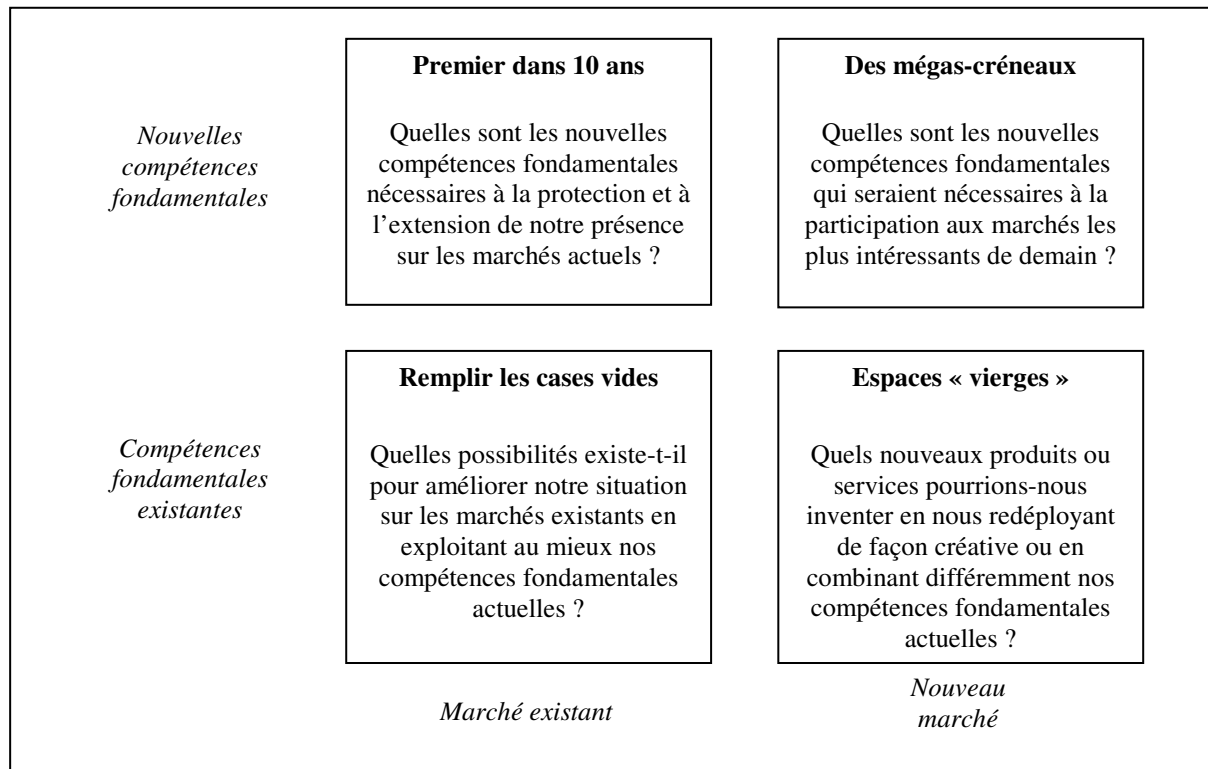 Premier dans 10 ans
Quelles sont les nouvelles
compétences fondamentales
nécessaires à la protection et à
l’extension de notre présence
sur les marchés actuels ?
Des mégas-créneaux
Quelles sont les nouvelles
compétences fondamentales
qui seraient nécessaires à la
participation aux marchés les
plus intéressants de demain ?
Nouvelles
compétences
fondamentales
Remplir les cases vides
Quelles possibilités existe-t-il
pour améliorer notre situation
sur les marchés existants en
exploitant au mieux nos
compétences fondamentales
actuelles ?
Espaces « vierges »
Quels nouveaux produits ou
services pourrions-nous
inventer en nous redéployant
de façon créative ou en
combinant différemment nos
compétences fondamentales
actuelles ?
Compétences
fondamentales
existantes
Marché existant
Nouveau
marché